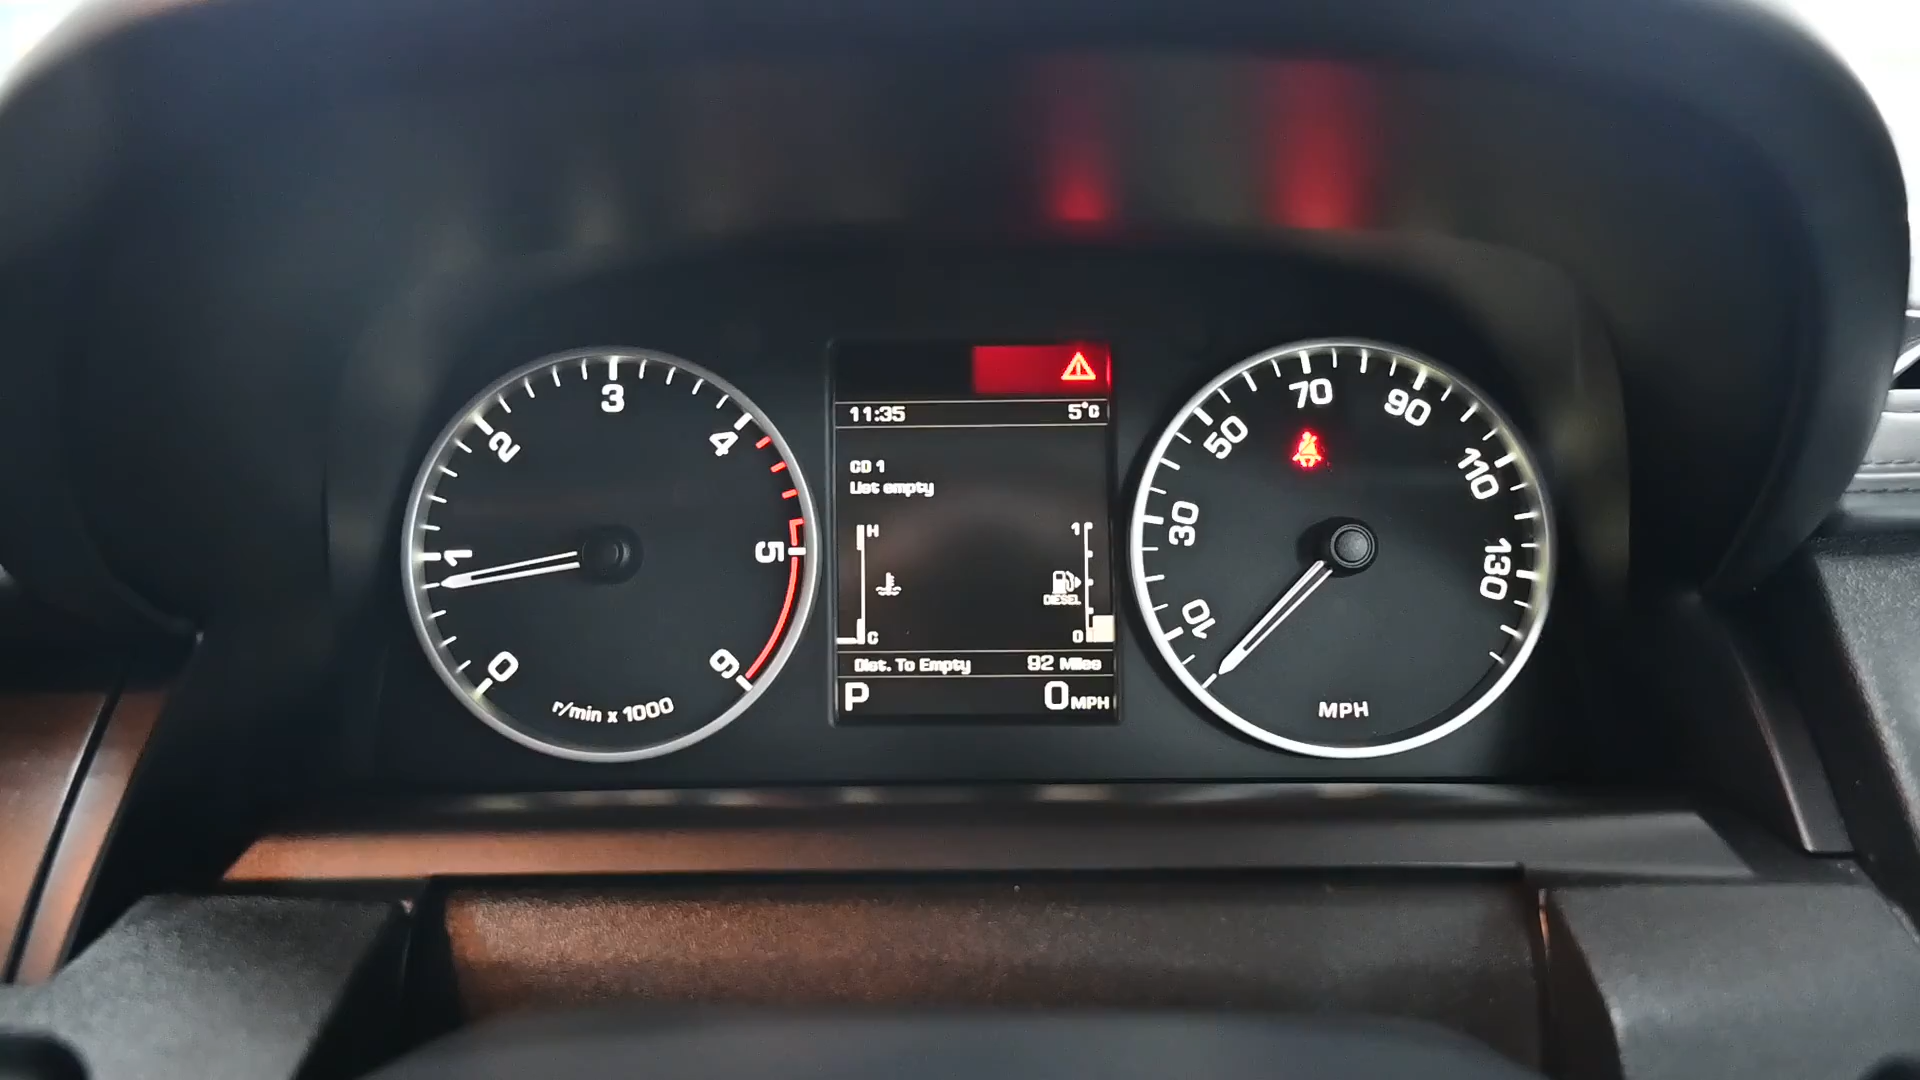 0
1
2
3
4
5
6
r/min x 1000
11:35 5°C
CD 1
List empty
H 1
DIESEL
C 0
Dist. To Empty 92 Miles
P 0 MPH
10
30
50
70
90
110
130
MPH